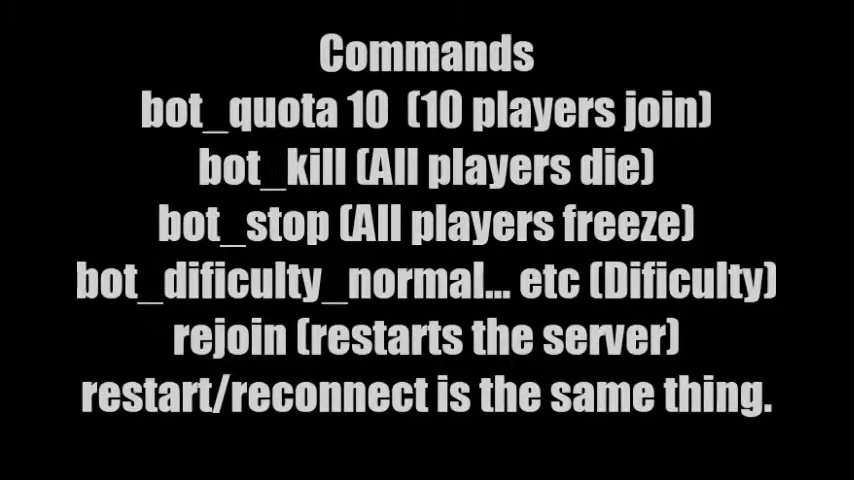 Commands
bot_quota 10 (10 players join)
bot_kill (All players die)
bot_stop (All players freeze)
bot_dificulty_normal... etc (Dificulty)
rejoin (restarts the server)
restart/reconnect is the same thing.